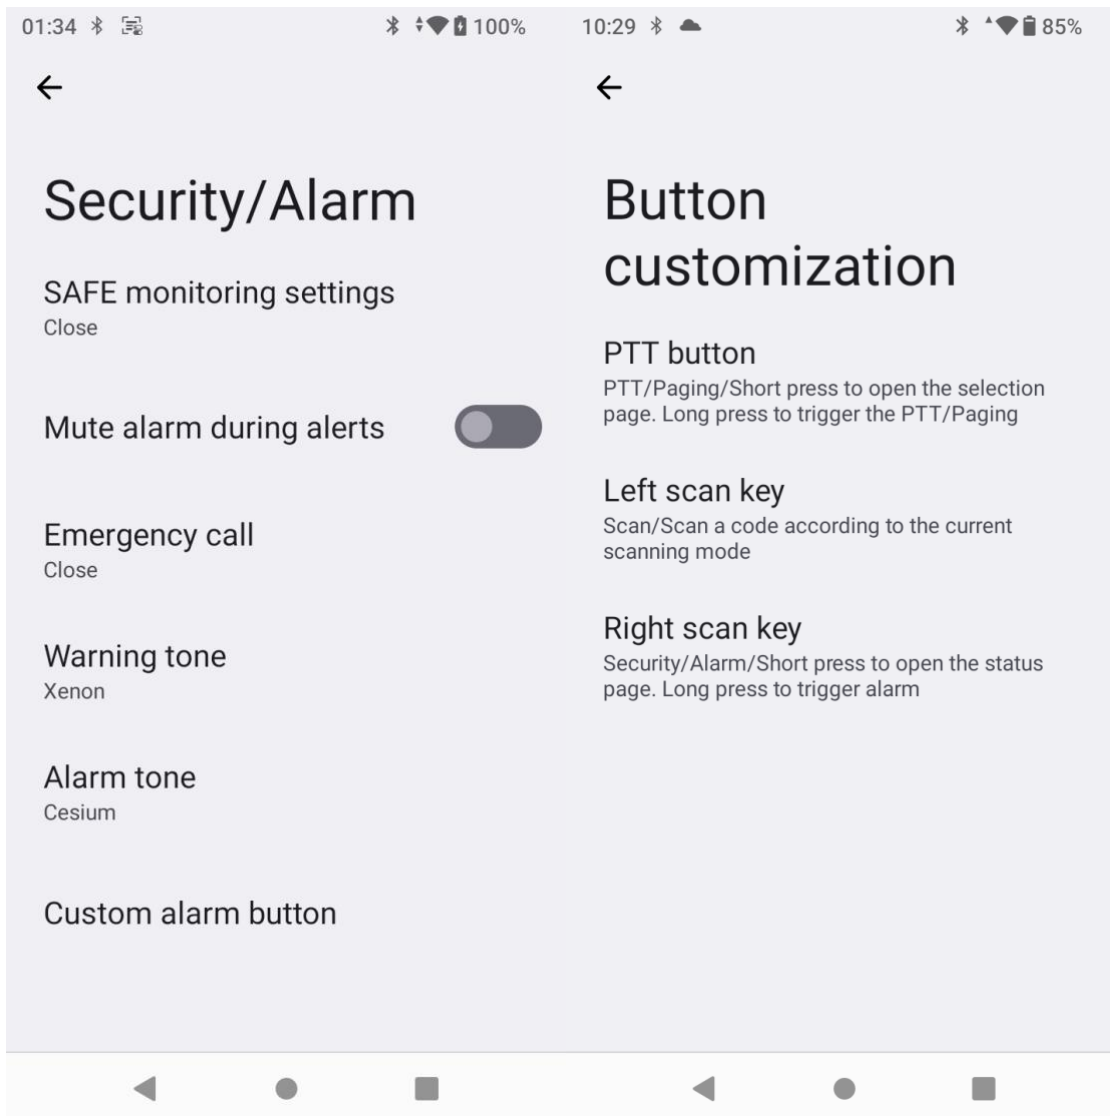 01:34 100%
Security/Alarm
SAFE monitoring settings
Close
Mute alarm during alerts
Emergency call
Close
Warning tone
Xenon
Alarm tone
Cesium
Custom alarm button
10:29 85%
Button
customization
PTT button
PTT/Paging/Short press to open the selection
page. Long press to trigger the PTT/Paging
Left scan key
Scan/Scan a code according to the current
scanning mode
Right scan key
Security/Alarm/Short press to open the status
page. Long press to trigger alarm